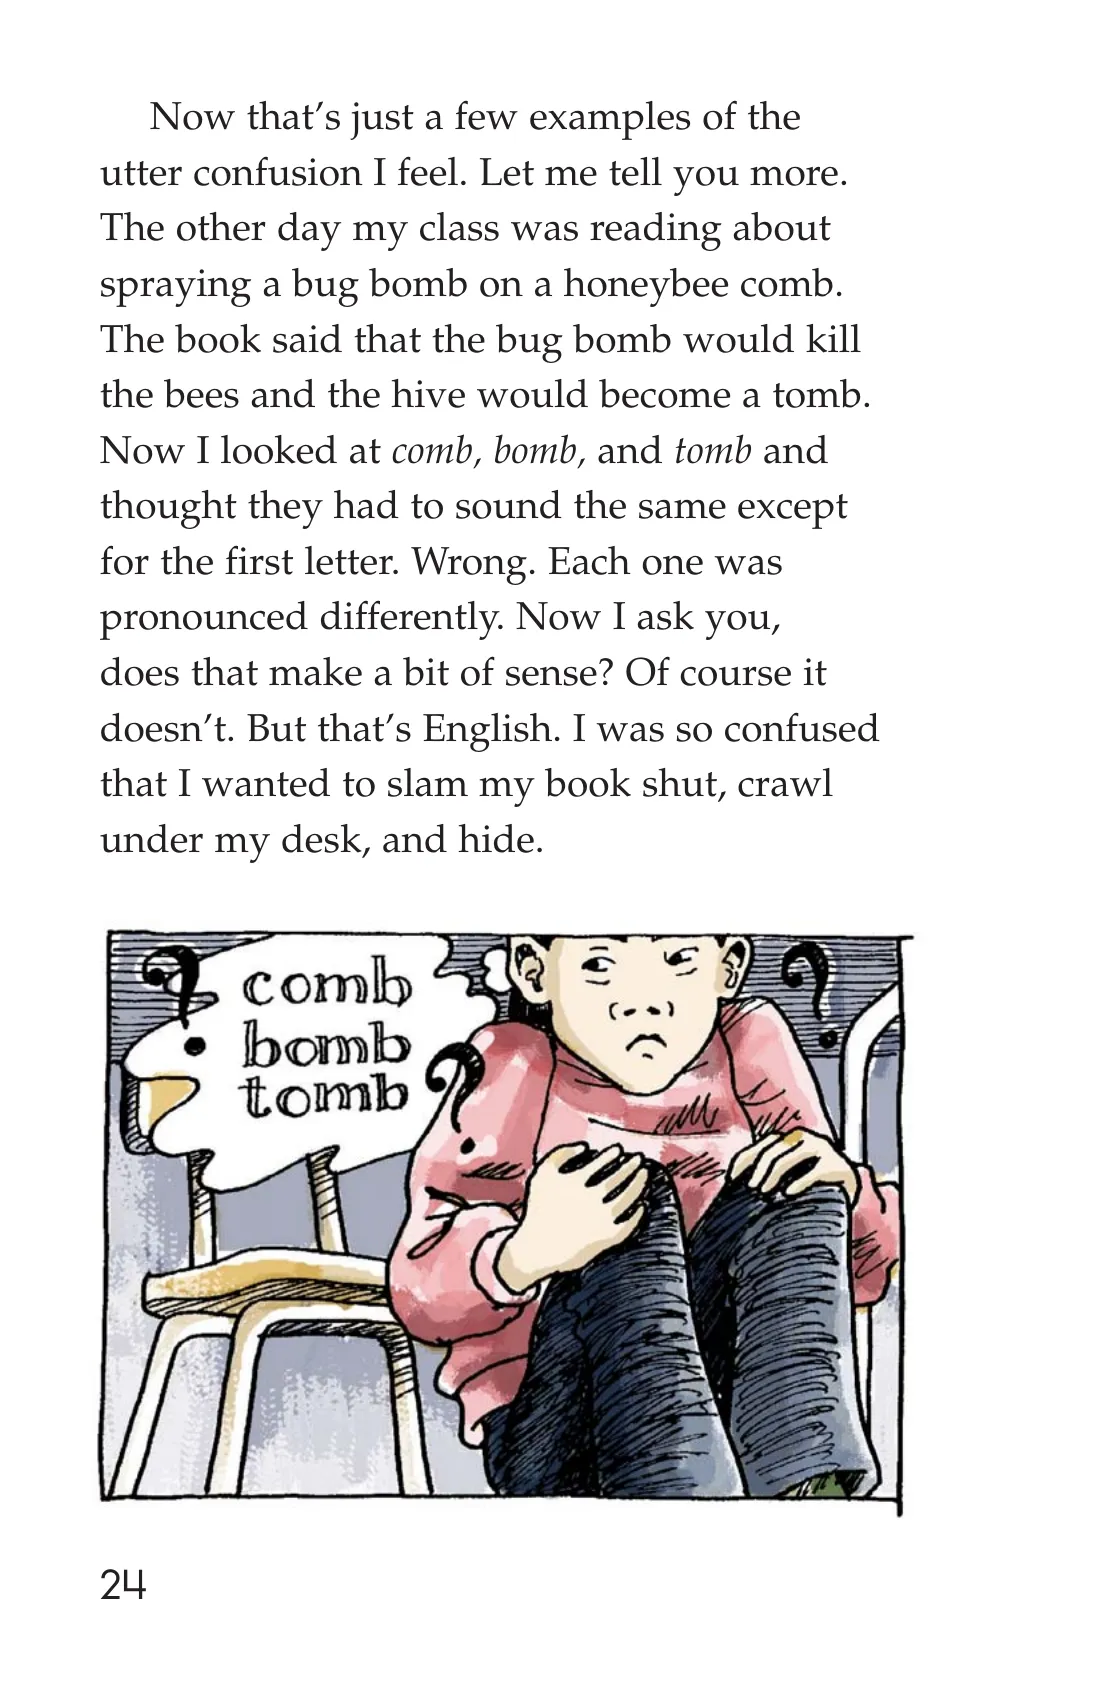 Now that’s just a few examples of the
utter confusion I feel. Let me tell you more.
The other day my class was reading about
spraying a bug bomb on a honeybee comb.
The book said that the bug bomb would kill
the bees and the hive would become a tomb.
Now I looked at comb, bomb, and tomb and
thought they had to sound the same except
for the first letter. Wrong. Each one was
pronounced differently. Now I ask you,
does that make a bit of sense? Of course it
doesn’t. But that’s English. I was so confused
that I wanted to slam my book shut, crawl
under my desk, and hide.
? comb ?
bomb
? tomb
24